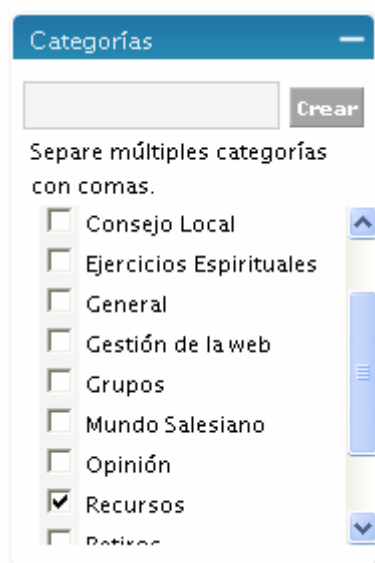 Categorías
Crear
Separe múltiples categorías
con comas.
Consejo Local
Ejercicios Espirituales
General
Gestión de la web
Grupos
Mundo Salesiano
Opinión
Recursos
Retiros